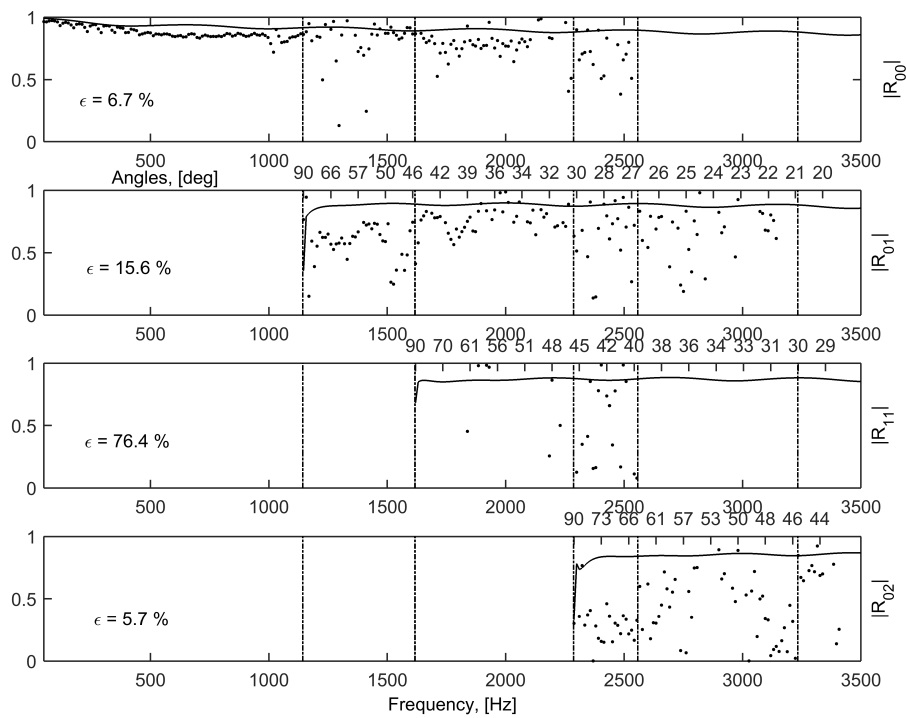 1
0.5
0
ϵ = 6.7 %
|R00|
500 1000 1500 2000 2500 3000 3500
Angles, [deg]
90 66 57 50 46 42 39 36 34 32 30 28 27 26 25 24 23 22 21 20
1
0.5
0
ϵ = 15.6 %
|R01|
500 1000 1500 2000 2500 3000 3500
90 70 61 56 51 48 45 42 40 38 36 34 33 31 30 29
1
0.5
0
ϵ = 76.4 %
|R11|
500 1000 1500 2000 2500 3000 3500
90 73 66 61 57 53 50 48 46 44
1
0.5
0
ϵ = 5.7 %
|R02|
500 1000 1500 2000 2500 3000 3500
Frequency, [Hz]